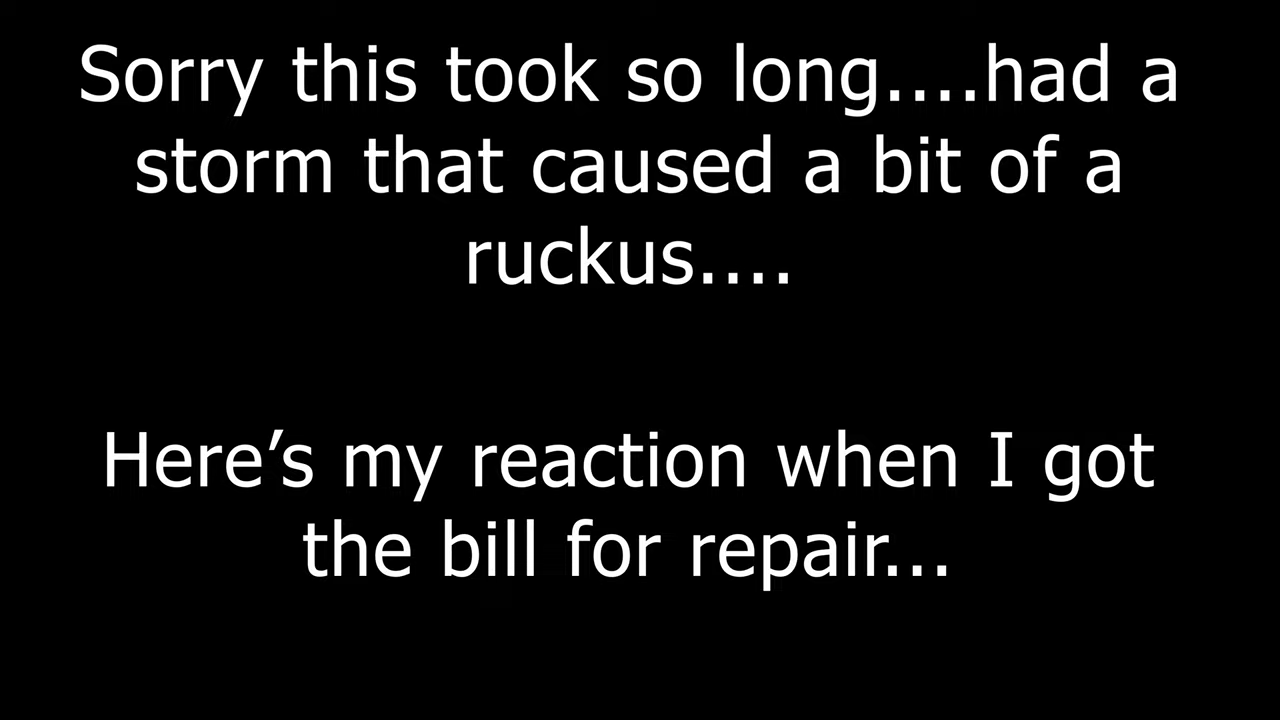 Sorry this took so long....had a
storm that caused a bit of a
ruckus....
Here’s my reaction when I got
the bill for repair...